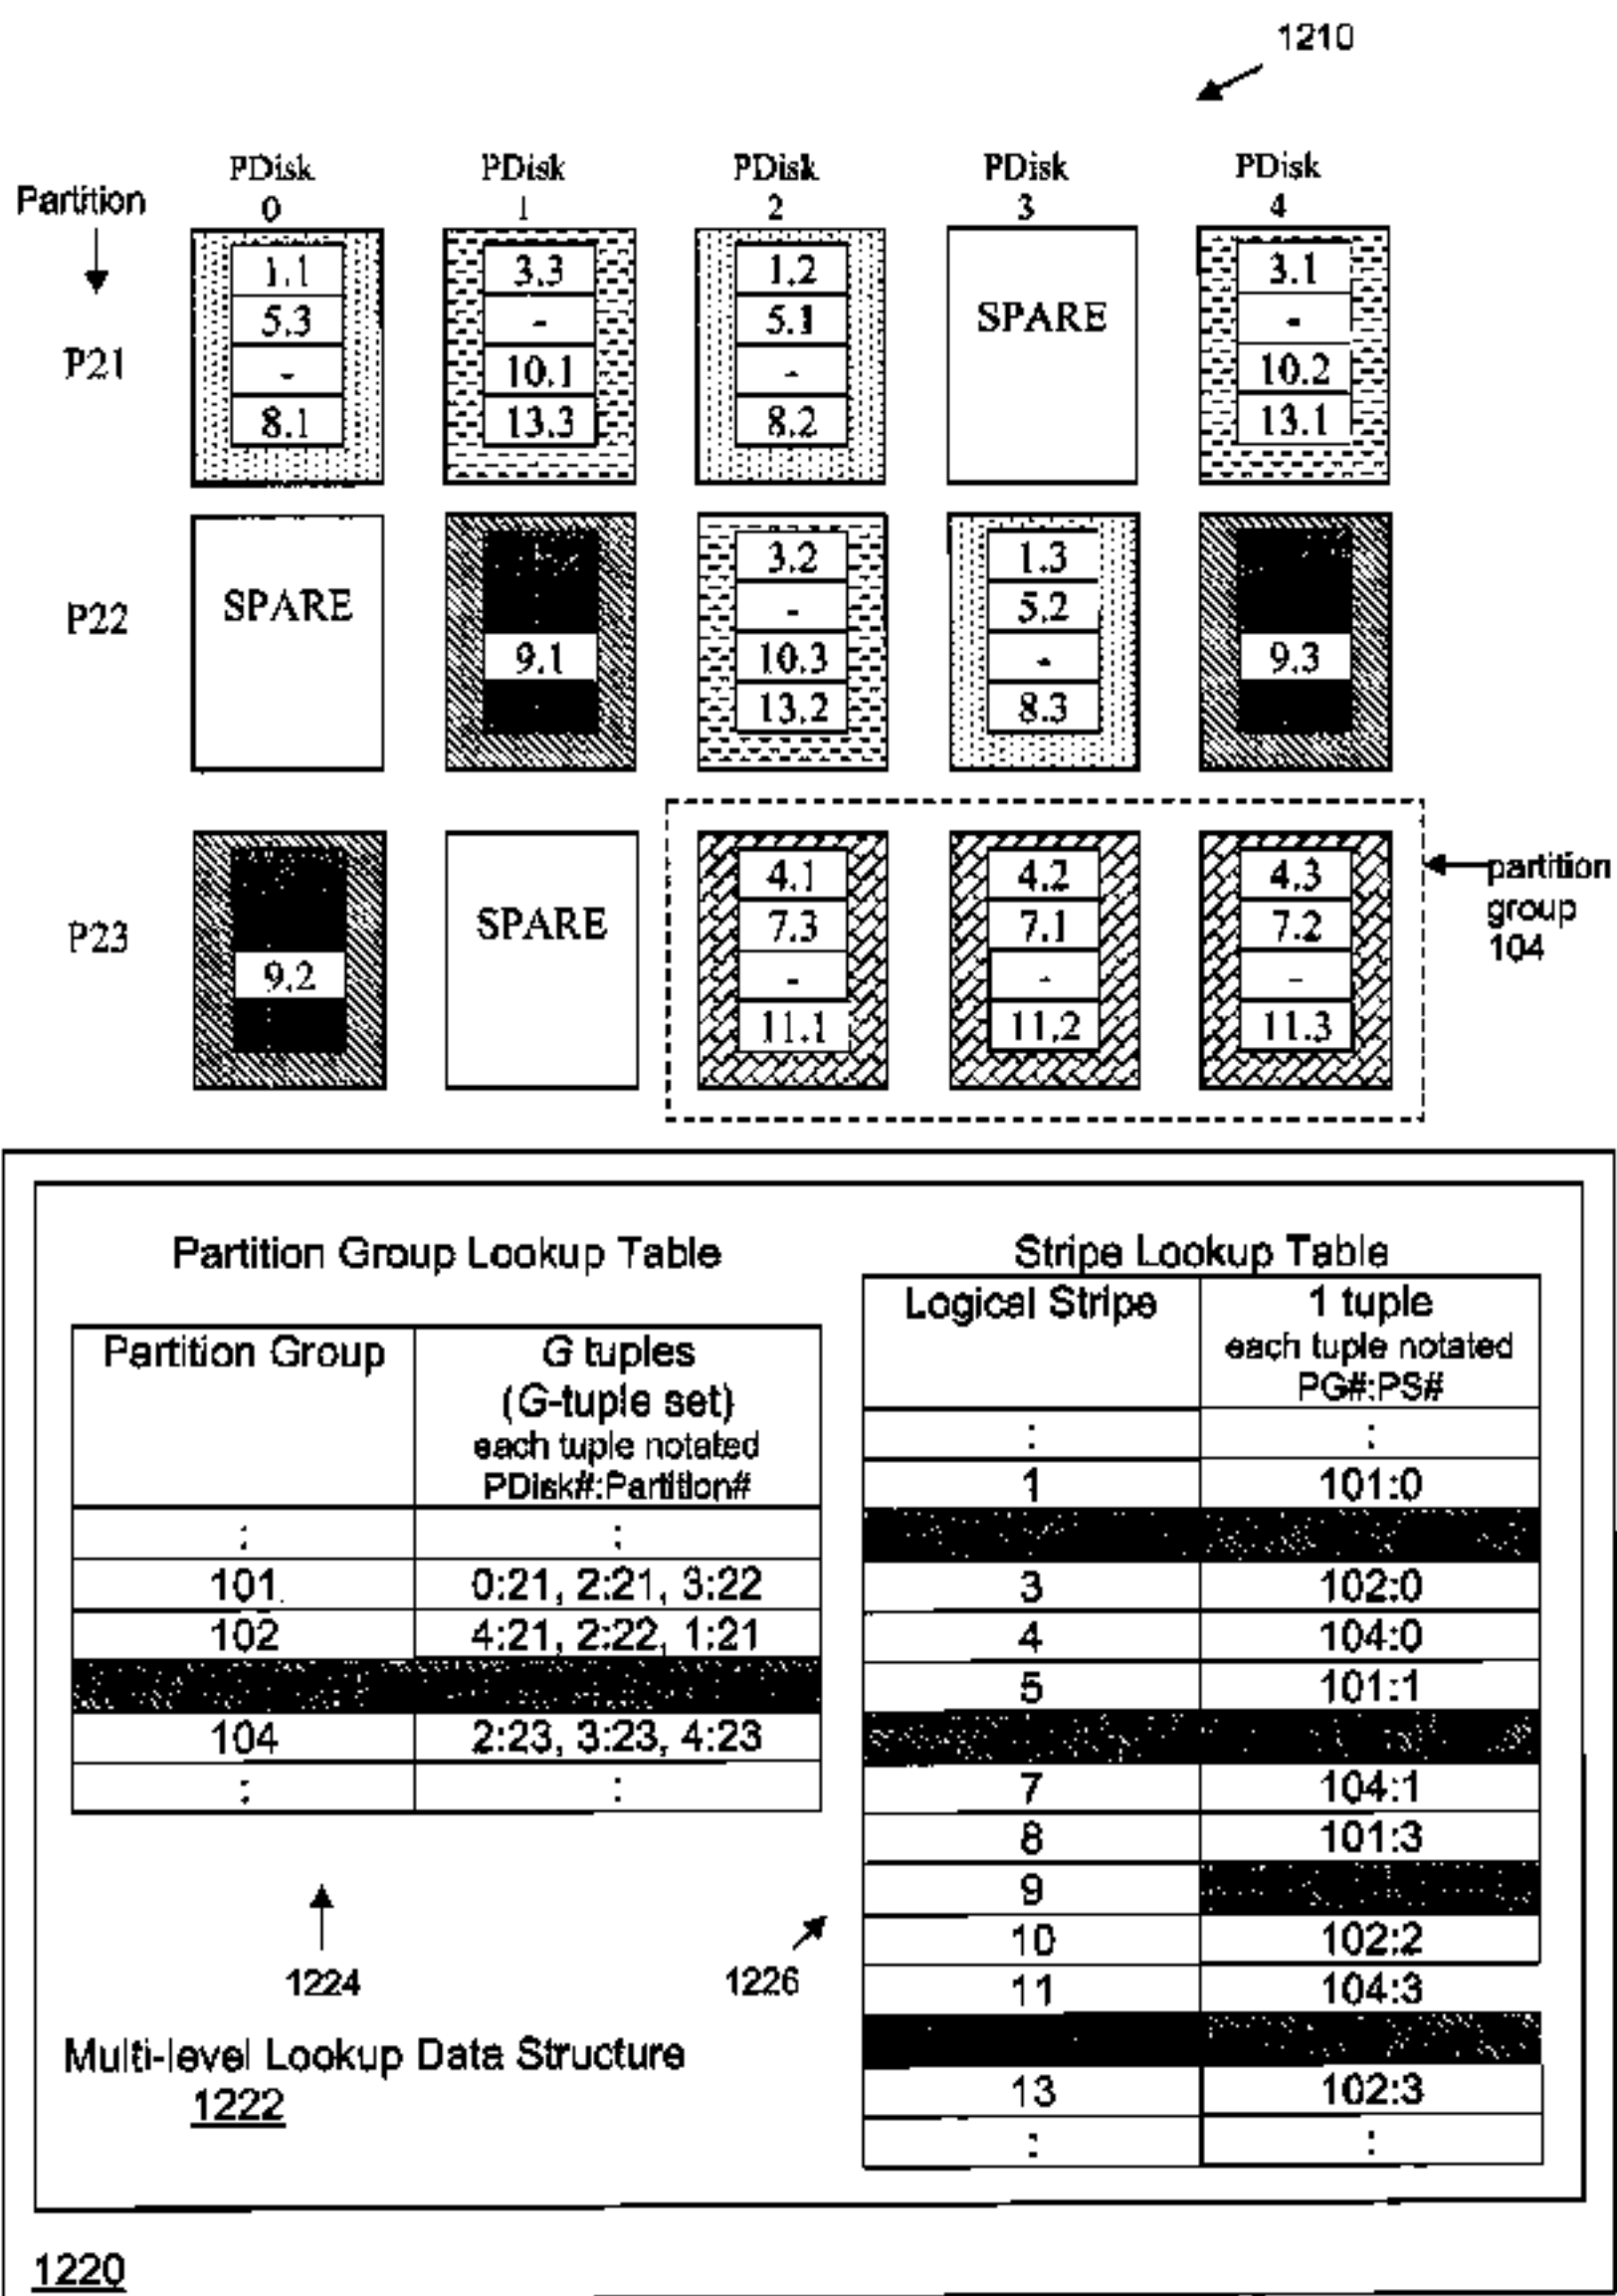 1210
PDisk 0 PDisk 1 PDisk 2 PDisk 3 PDisk 4
Partition
P21
1.1 3.3 1.2 SPARE 3.1
5.3 - 5.1 -
- 10.1 - 10.2
8.1 13.3 8.2 13.1
P22
SPARE 3.2 1.3
- 5.2
9.1 10.3 - 9.3
13.2 8.3
P23
SPARE 4.1 4.2 4.3
7.3 7.1 7.2
9.2 - - -
11.1 11.2 11.3
partition
group
104
Partition Group Lookup Table
Partition Group G tuples
(G-tuple set)
each tuple notated
PDisk#:Partition#
: :
101 0:21, 2:21, 3:22
102 4:21, 2:22, 1:21
104 2:23, 3:23, 4:23
: :
1224
Stripe Lookup Table
Logical Stripe 1 tuple
each tuple notated
PG#:PS#
: :
1 101:0
3 102:0
4 104:0
5 101:1
7 104:1
8 101:3
9
10 102:2
11 104:3
13 102:3
: :
1226
Multi-level Lookup Data Structure
1222
1220